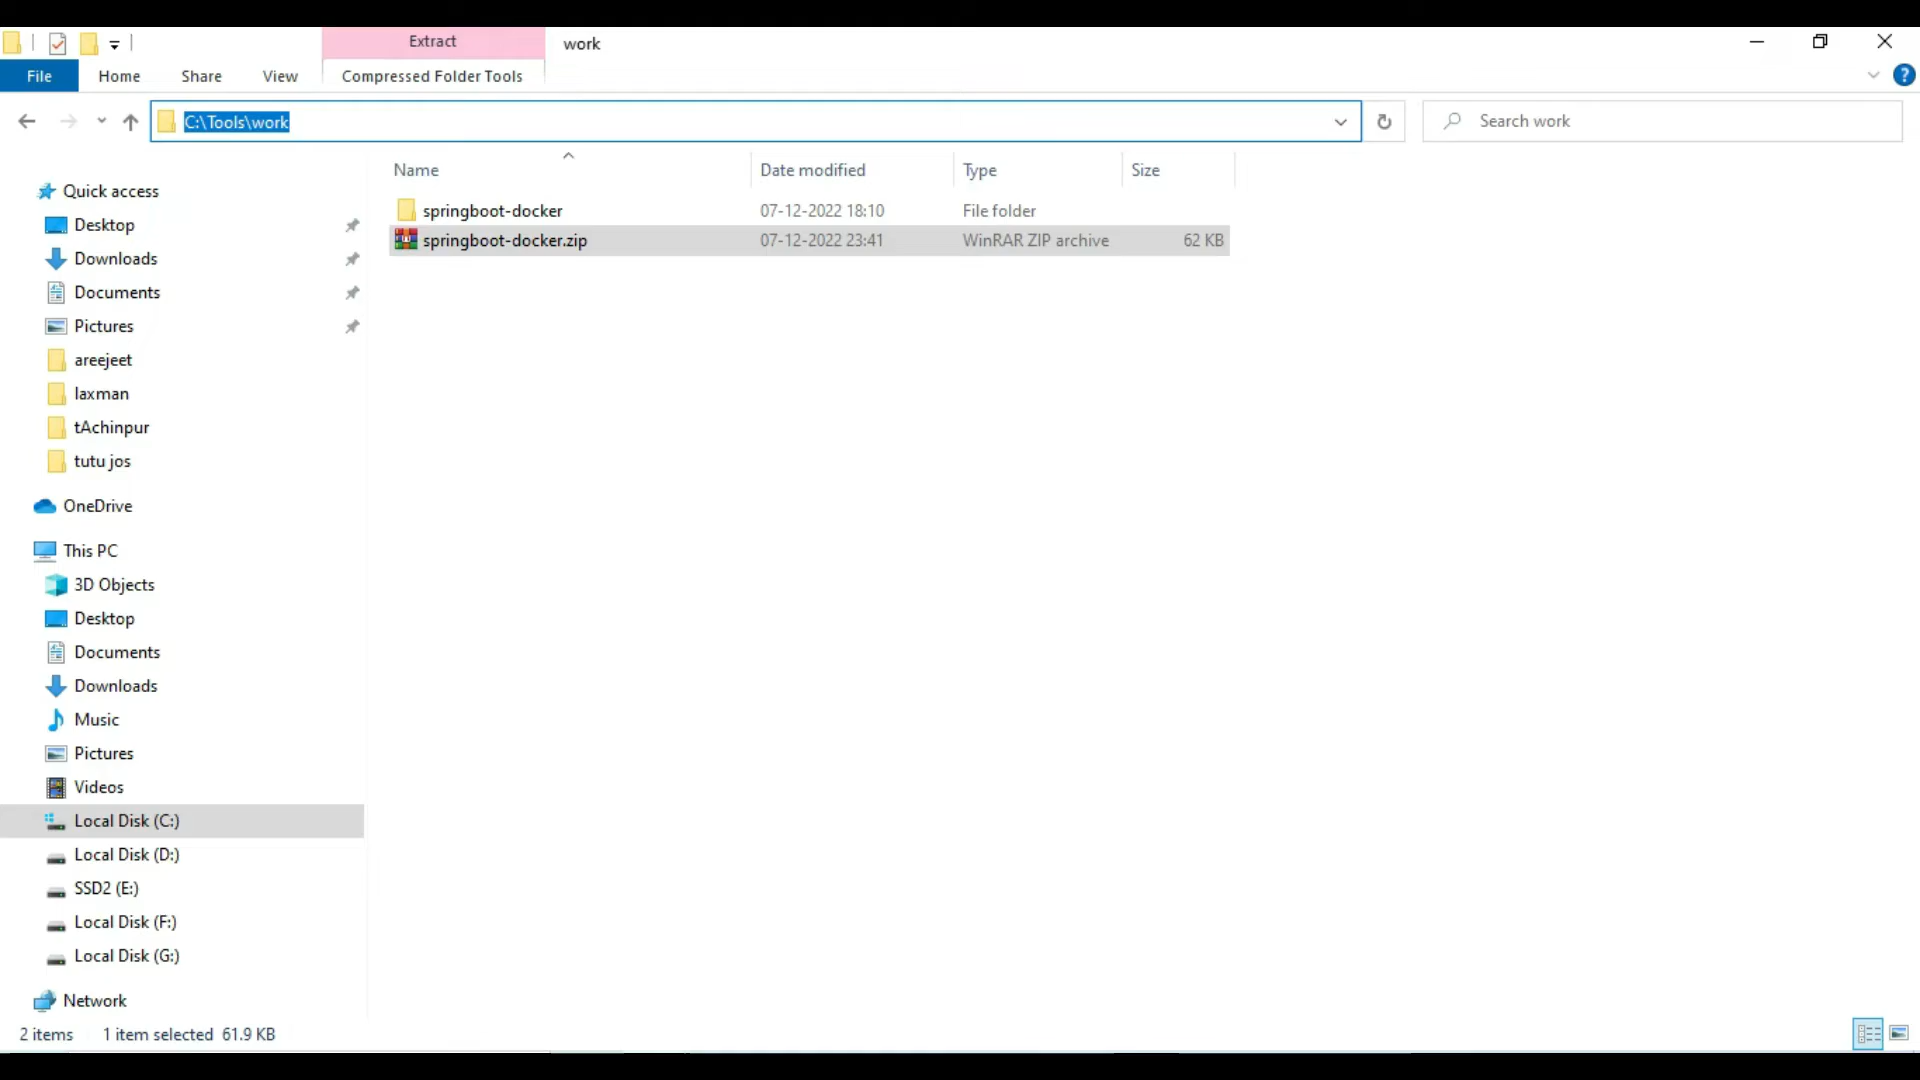 Extract
work
File
Home
Share
View
Compressed Folder Tools
?
C:\Tools\work
Search work
Name
Date modified
Type
Size
springboot-docker
07-12-2022 18:10
File folder
springboot-docker.zip
07-12-2022 23:41
WinRAR ZIP archive
62 KB
Quick access
Desktop
Downloads
Documents
Pictures
areejeet
laxman
tAchinpur
tutu jos
OneDrive
This PC
3D Objects
Desktop
Documents
Downloads
Music
Pictures
Videos
Local Disk (C:)
Local Disk (D:)
SSD2 (E:)
Local Disk (F:)
Local Disk (G:)
Network
2 items
1 item selected 61.9 KB